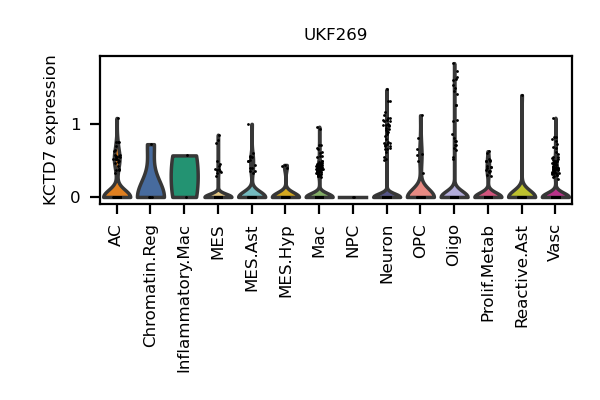 UKF269
KCTD7 expression
1
0
AC
Chromatin.Reg
Inflammatory.Mac
MES
MES.Ast
MES.Hyp
Mac
NPC
Neuron
OPC
Oligo
Prolif.Metab
Reactive.Ast
Vasc